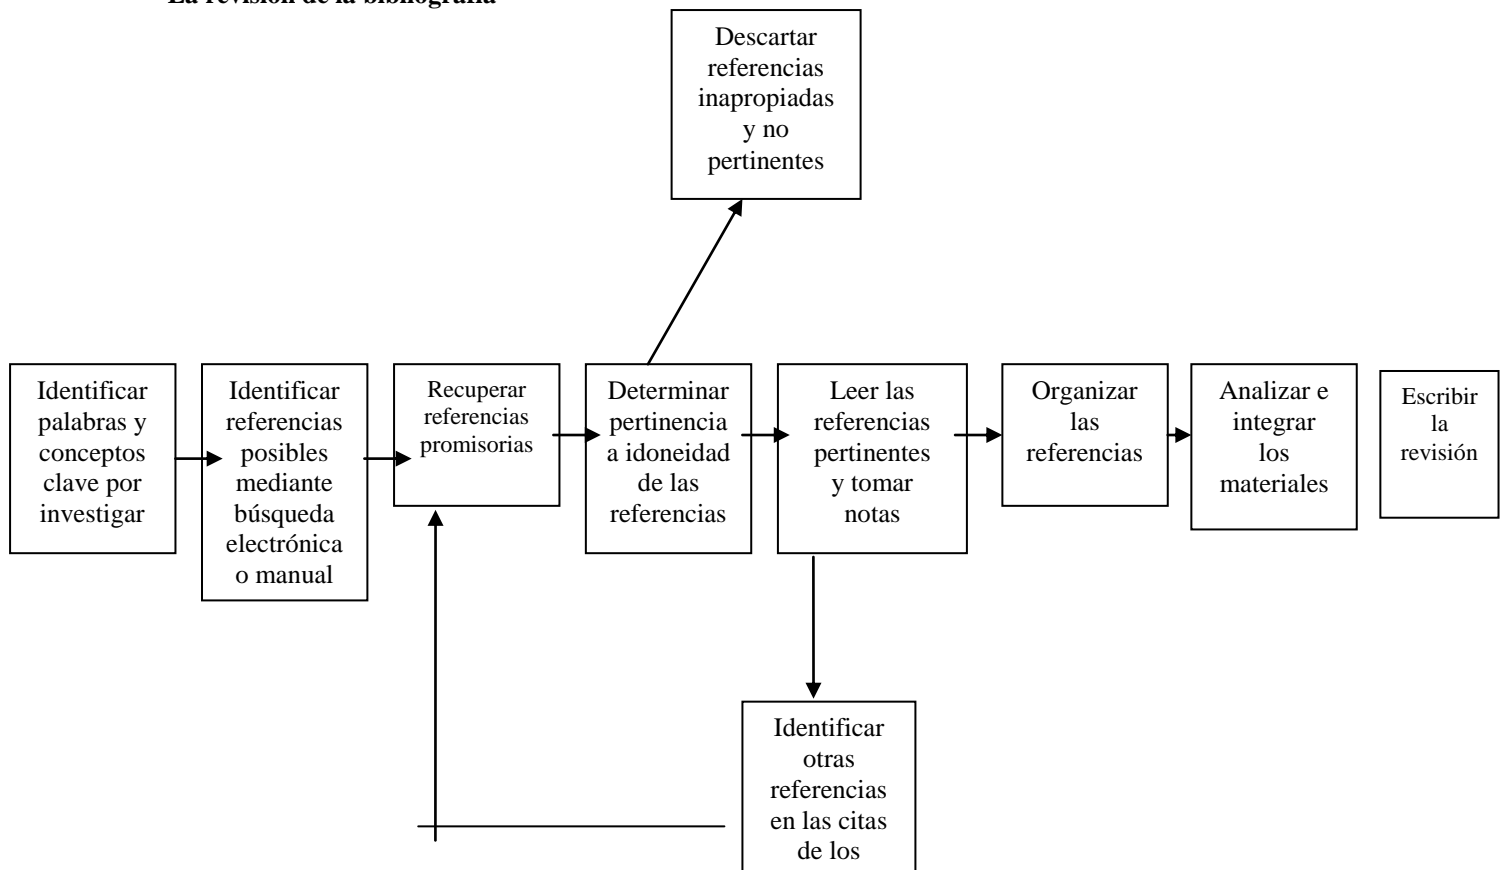 La revisión de la bibliografía
Descartar
referencias
inapropiadas
y no
pertinentes
Identificar
palabras y
conceptos
clave por
investigar
Identificar
referencias
posibles
mediante
búsqueda
electrónica
o manual
Recuperar
referencias
promisorias
Determinar
pertinencia
a idoneidad
de las
referencias
Leer las
referencias
pertinentes
y tomar
notas
Organizar
las
referencias
Analizar e
integrar
los
materiales
Escribir
la
revisión
Identificar
otras
referencias
en las citas
de los